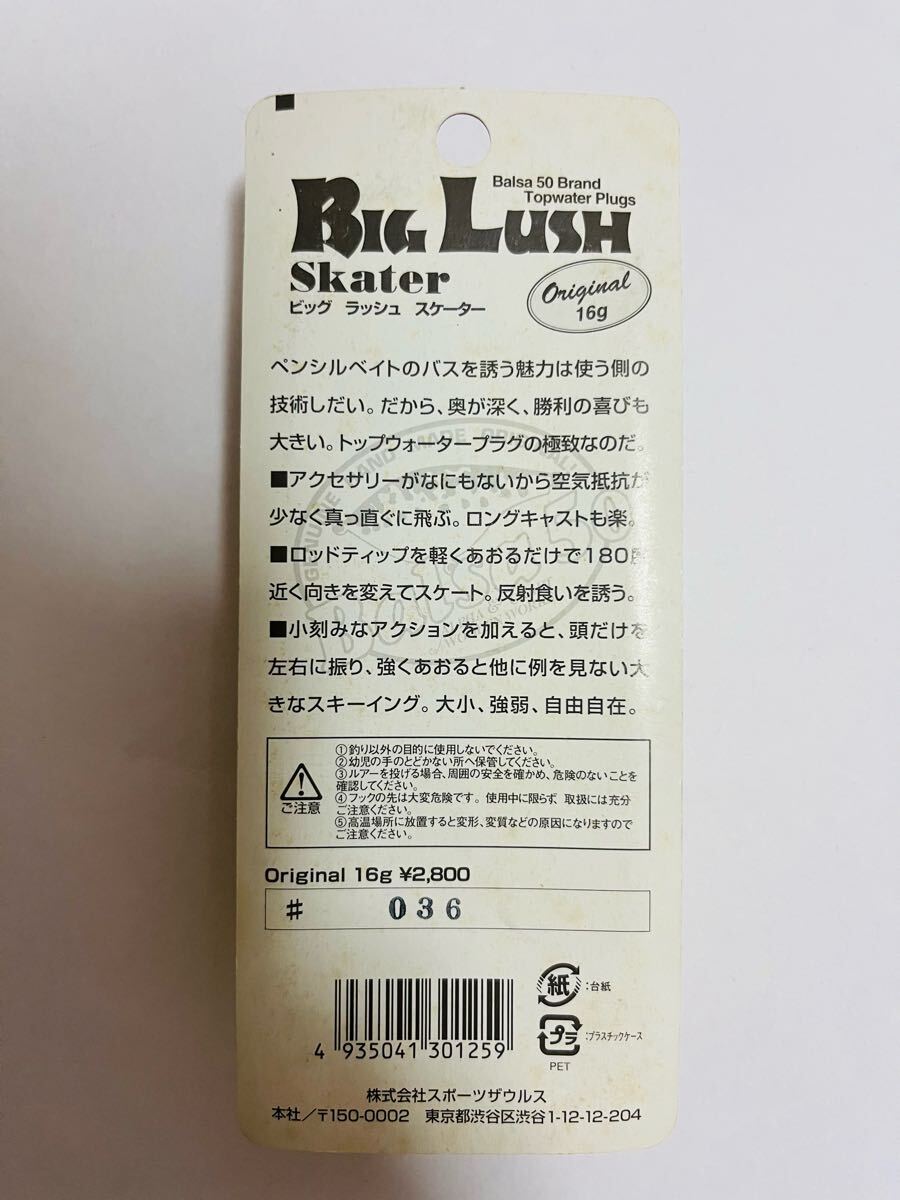 Balsa 50 Brand
Topwater Plugs
BIG LUSH
Skater
Original
16g
ビッグ ラッシュ スケーター
ペンシルベイトのバスを誘う魅力は使う側の
技術しだい。だから、奥が深く、勝利の喜びも
大きい。トップウォータープラグの極致なのだ。
■アクセサリーがなにもないから空気抵抗が
少なく真っ直ぐに飛ぶ。ロングキャストも楽。
■ロッドティップを軽くあおるだけで180度
近く向きを変えてスケート。反射食いを誘う。
■小刻みなアクションを加えると、頭だけを
左右に振り、強くあおると他に例を見ない大
きなスキーイング。大小、強弱、自由自在。
ご注意
①釣り以外の目的に使用しないでください。
②幼児の手のとどかない所へ保管してください。
③ルアーを投げる場合、周囲の安全を確かめ、危険のないことを
確認してください。
④フックの先は大変危険です。使用中に限らず、取扱には充分
ご注意ください。
⑤高温場所に放置すると変形、変質などの原因になりますので
ご注意ください。
Original 16g ¥2,800
# 036
紙 :台紙
プラ :プラスチックケース
PET
4 935041 301259
株式会社スポーツザウルス
本社/〒150-0002 東京都渋谷区渋谷1-12-12-204